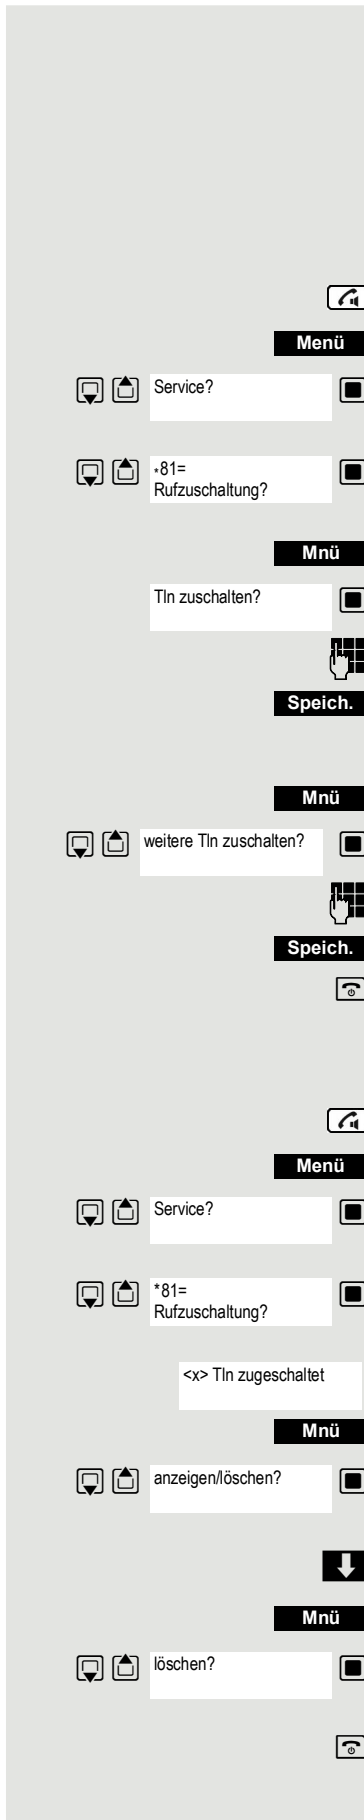 Menü
Service?
*81=
Rufzuschaltung?
Mnü
Tln zuschalten?
Speich.
Mnü
weitere Tln zuschalten?
Speich.
Menü
Service?
*81=
Rufzuschaltung?
<x> Tln zugeschaltet
Mnü
anzeigen/löschen?
Mnü
löschen?